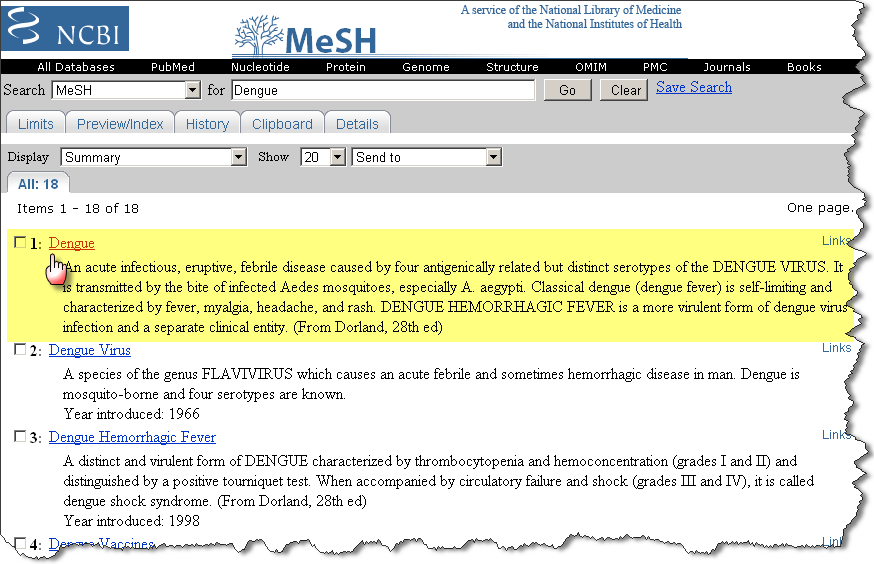 A service of the National Library of Medicine
and the National Institutes of Health
NCBI
MeSH
All Databases PubMed Nucleotide Protein Genome Structure OMIM PMC Journals Books
Search MeSH for Dengue Go Clear Save Search
Limits Preview/Index History Clipboard Details
Display Summary Show 20 Send to
All: 18
Items 1 - 18 of 18 One page.
1: Dengue Links
An acute infectious, eruptive, febrile disease caused by four antigenically related but distinct serotypes of the DENGUE VIRUS. It
is transmitted by the bite of infected Aedes mosquitoes, especially A. aegypti. Classical dengue (dengue fever) is self-limiting and
characterized by fever, myalgia, headache, and rash. DENGUE HEMORRHAGIC FEVER is a more virulent form of dengue virus
infection and a separate clinical entity. (From Dorland, 28th ed)
2: Dengue Virus Links
A species of the genus FLAVIVIRUS which causes an acute febrile and sometimes hemorrhagic disease in man. Dengue is
mosquito-borne and four serotypes are known.
Year introduced: 1966
3: Dengue Hemorrhagic Fever Links
A distinct and virulent form of DENGUE characterized by thrombocytopenia and hemoconcentration (grades I and II) and
distinguished by a positive tourniquet test. When accompanied by circulatory failure and shock (grades III and IV), it is called
dengue shock syndrome. (From Dorland, 28th ed)
Year introduced: 1998
4: Dengue Vaccines Link